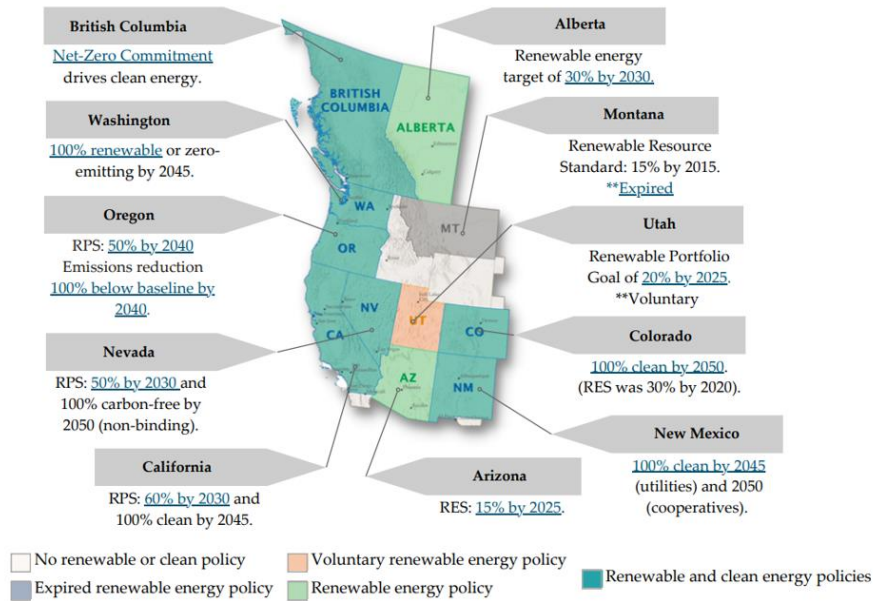 British Columbia
Net-Zero Commitment
drives clean energy.
Alberta
Renewable energy
target of 30% by 2030.
Washington
100% renewable or zero-
emitting by 2045.
Montana
Renewable Resource
Standard: 15% by 2015.
**Expired
Oregon
RPS: 50% by 2040
Emissions reduction
100% below baseline by
2040.
Utah
Renewable Portfolio
Goal of 20% by 2025.
**Voluntary
Nevada
RPS: 50% by 2030 and
100% carbon-free by
2050 (non-binding).
Colorado
100% clean by 2050.
(RES was 30% by 2020).
California
RPS: 60% by 2030 and
100% clean by 2045.
Arizona
RES: 15% by 2025.
New Mexico
100% clean by 2045
(utilities) and 2050
(cooperatives).
BRITISH
COLUMBIA
ALBERTA
WA
MT
OR
NV
UT
CO
CA
AZ
NM
No renewable or clean policy
Expired renewable energy policy
Voluntary renewable energy policy
Renewable energy policy
Renewable and clean energy policies